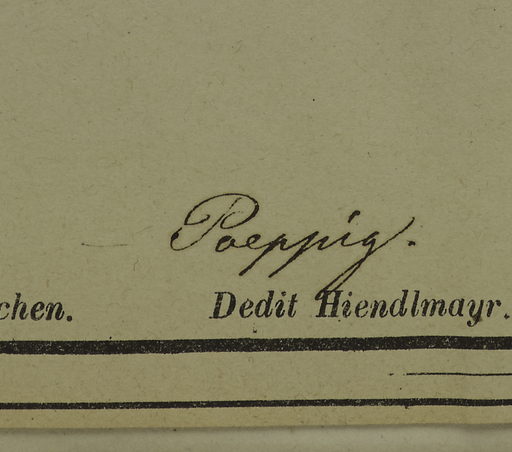 Poeppig.
chen. Dedit Hiendlmayr.